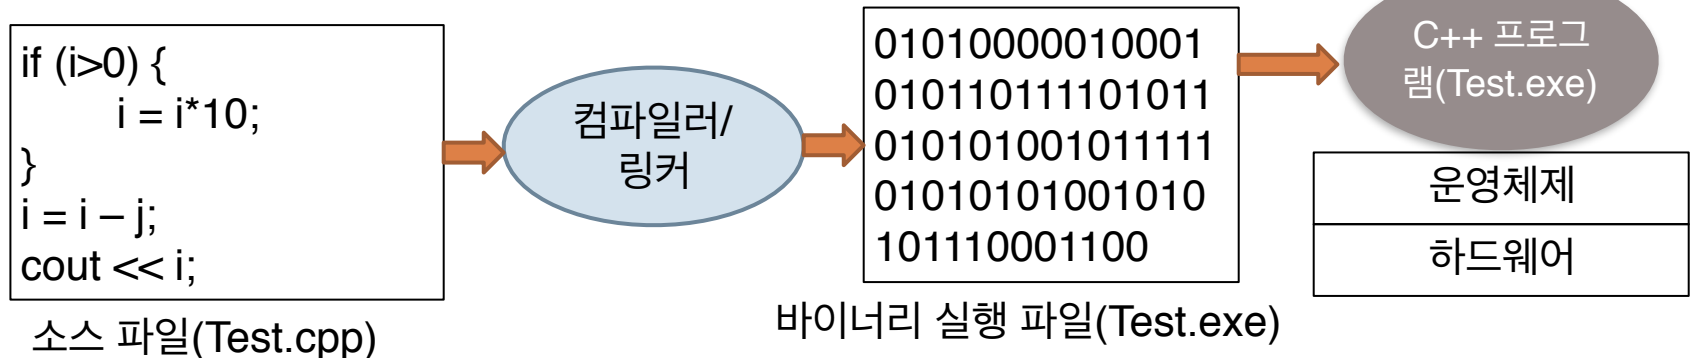 if (i>0) {
i = i*10;
}
i = i – j;
cout << i;
소스 파일(Test.cpp)
컴파일러/
링커
01010000010001
010110111101011
010101001011111
01010101001010
101110001100
바이너리 실행 파일(Test.exe)
C++ 프로그
램(Test.exe)
운영체제
하드웨어